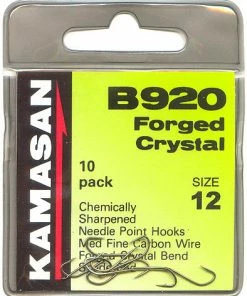 KAMASAN
B920
Forged
Crystal
10
pack
SIZE
12
Chemically
Sharpened
Needle Point Hooks
Med Fine Carbon Wire
Forged Crystal Bend